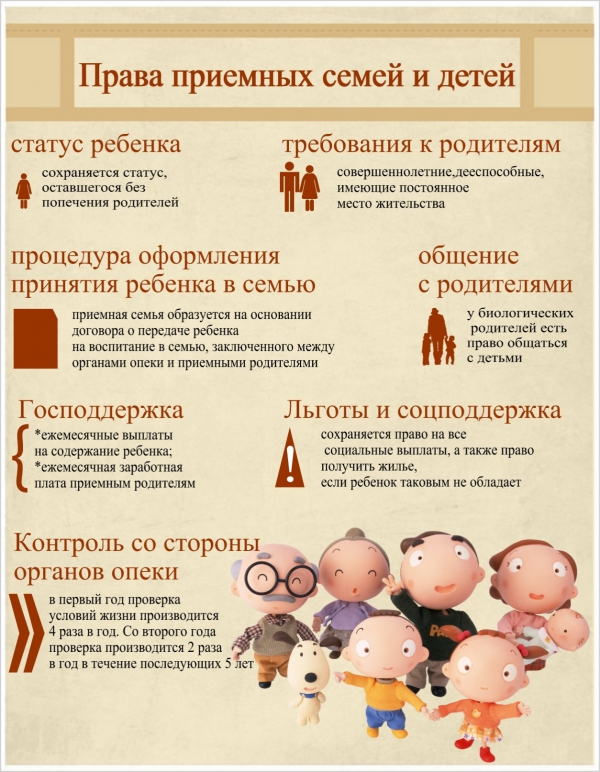 Права приемных семей и детей
статус ребенка
сохраняется статус,
оставшегося без
попечения родителей
требования к родителям
совершеннолетние,дееспособные,
имеющие постоянное
место жительства
процедура оформления
принятия ребенка в семью
приемная семья образуется на основании
договора о передаче ребенка
на воспитание в семью, заключенного между
органами опеки и приемными родителями
общение
с родителями
у биологических
родителей есть
право общаться
с детьми
Господдержка
*ежемесячные выплаты
на содержание ребенка;
*ежемесячная заработная
плата приемным родителям
Льготы и соцподдержка
сохраняется право на все
социальные выплаты, а также право
получить жилье,
если ребенок таковым не обладает
Контроль со стороны
органов опеки
в первый год проверка
условий жизни производится
4 раза в год. Со второго года
проверка производится 2 раза
в год в течение последующих 5 лет